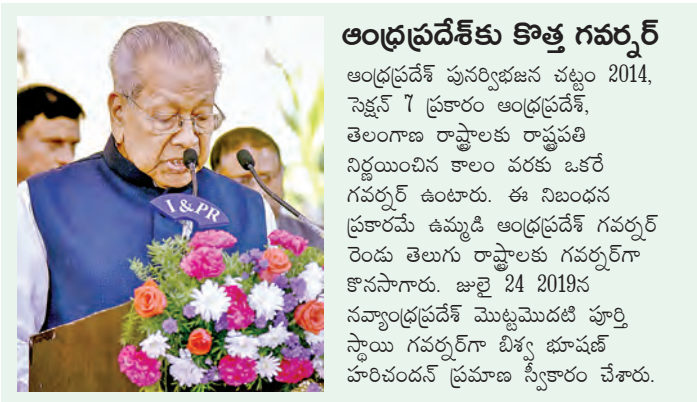 ఆంధ్రప్రదేశ్‌కు కొత్త గవర్నర్
ఆంధ్రప్రదేశ్ పునర్విభజన చట్టం 2014,
సెక్షన్ 7 ప్రకారం ఆంధ్రప్రదేశ్,
తెలంగాణ రాష్ట్రాలకు రాష్ట్రపతి
నిర్ణయించిన కాలం వరకు ఒకరే
గవర్నర్ ఉంటారు. ఈ నిబంధన
ప్రకారమే ఉమ్మడి ఆంధ్రప్రదేశ్ గవర్నర్
రెండు తెలుగు రాష్ట్రాలకు గవర్నర్‌గా
కొనసాగారు. జులై 24 2019న
నవ్యాంధ్రప్రదేశ్ మొట్టమొదటి పూర్తి
స్థాయి గవర్నర్‌గా బిశ్వ భూషణ్
హరిచందన్ ప్రమాణ స్వీకారం చేశారు.
I & PR